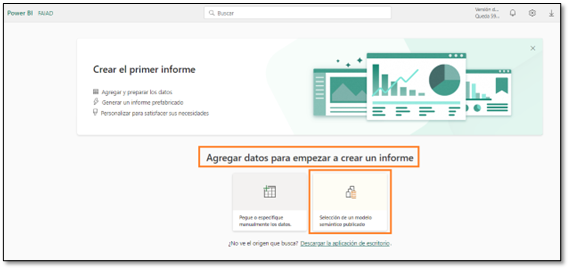 Power BI FAIAD
Buscar
Versión d...
Queda 59...
Crear el primer informe
Agregar y preparar los datos
Generar un informe prefabricado
Personalizar para satisfacer sus necesidades
Agregar datos para empezar a crear un informe
Pegue o especifique
manualmente los datos.
Selección de un modelo
semántico publicado
¿No ve el origen que busca? Descargar la aplicación de escritorio.